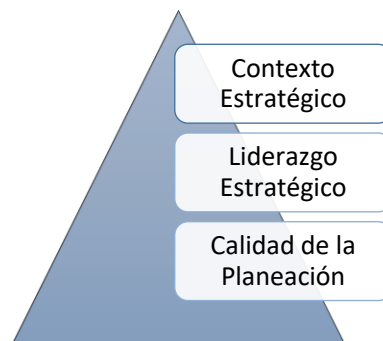 Contexto
Estratégico
Liderazgo
Estratégico
Calidad de la
Planeación